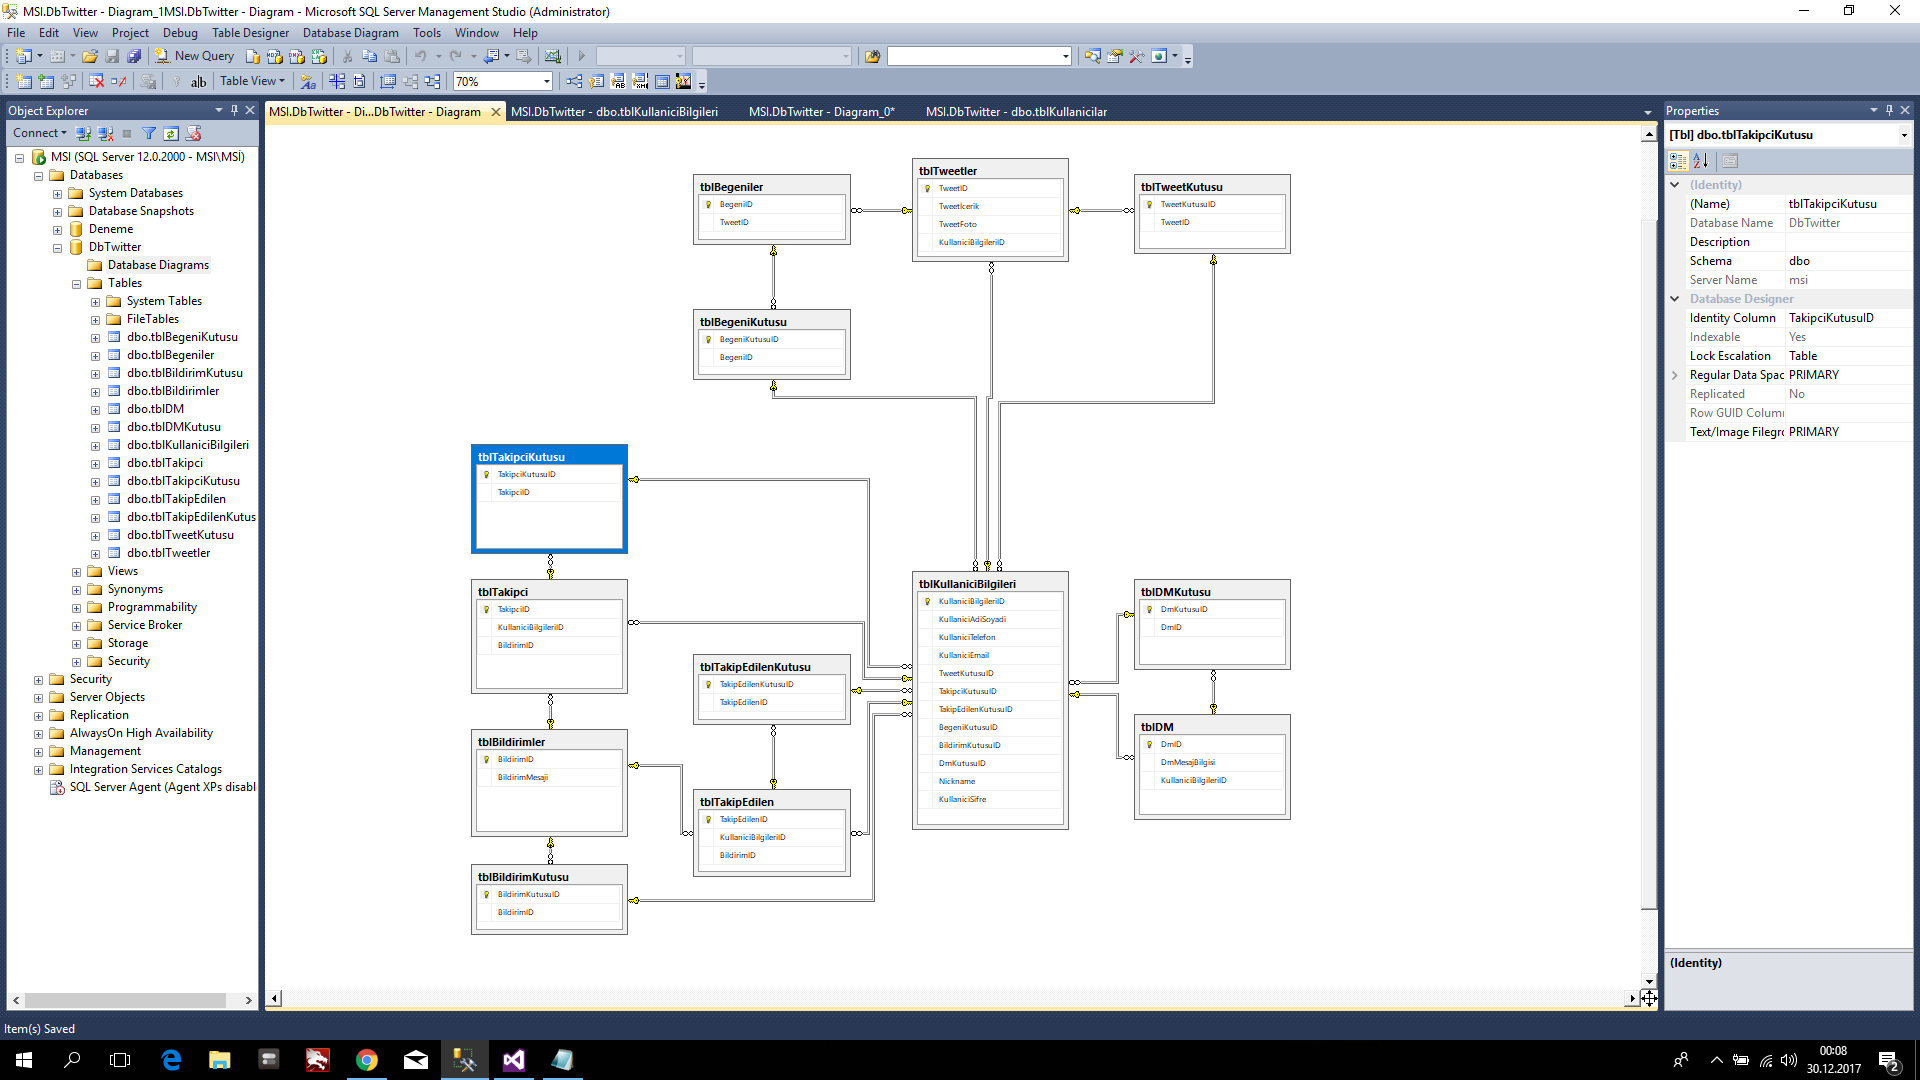 MSI.DbTwitter - Diagram_1MSI.DbTwitter - Diagram - Microsoft SQL Server Management Studio (Administrator)
File Edit View Project Debug Table Designer Database Diagram Tools Window Help
New Query
ab Table View 70%
Object Explorer
Connect
MSI (SQL Server 12.0.2000 - MSI\MSİ)
Databases
System Databases
Database Snapshots
Deneme
DbTwitter
Database Diagrams
Tables
System Tables
FileTables
dbo.tblBegeniKutusu
dbo.tblBegeniler
dbo.tblBildirimKutusu
dbo.tblBildirimler
dbo.tblDM
dbo.tblDMKutusu
dbo.tblKullaniciBilgileri
dbo.tblTakipci
dbo.tblTakipciKutusu
dbo.tblTakipEdilen
dbo.tblTakipEdilenKutus
dbo.tblTweetKutusu
dbo.tblTweetler
Views
Synonyms
Programmability
Service Broker
Storage
Security
Security
Server Objects
Replication
AlwaysOn High Availability
Management
Integration Services Catalogs
SQL Server Agent (Agent XPs disabl
MSI.DbTwitter - Di...DbTwitter - Diagram
MSI.DbTwitter - dbo.tblKullaniciBilgileri
MSI.DbTwitter - Diagram_0*
MSI.DbTwitter - dbo.tblKullanicilar
tblBegeniler
BegeniID
TweetID
tblTweetler
TweetID
TweetIcerik
TweetFoto
KullaniciBilgileriID
tblTweetKutusu
TweetKutusuID
TweetID
tblBegeniKutusu
BegeniKutusuID
BegeniID
tblTakipciKutusu
TakipciKutusuID
TakipciID
tblTakipci
TakipciID
KullaniciBilgileriID
BildirimID
tblTakipEdilenKutusu
TakipEdilenKutusuID
TakipEdilenID
tblBildirimler
BildirimID
BildirimMesaji
tblTakipEdilen
TakipEdilenID
KullaniciBilgileriID
BildirimID
tblBildirimKutusu
BildirimKutusuID
BildirimID
tblKullaniciBilgileri
KullaniciBilgileriID
KullaniciAdiSoyadi
KullaniciTelefon
KullaniciEmail
TweetKutusuID
TakipciKutusuID
TakipEdilenKutusuID
BegeniKutusuID
BildirimKutusuID
DmKutusuID
Nickname
KullaniciSifre
tblDMKutusu
DmKutusuID
DmID
tblDM
DmID
DmMesajBilgisi
KullaniciBilgileriID
Properties
[Tbl] dbo.tblTakipciKutusu
(Identity)
(Name) tblTakipciKutusu
Database Name DbTwitter
Description
Schema dbo
Server Name msi
Database Designer
Identity Column TakipciKutusuID
Indexable Yes
Lock Escalation Table
Regular Data Spac PRIMARY
Replicated No
Row GUID Colum
Text/Image Filegr PRIMARY
(Identity)
Item(s) Saved
00:08
30.12.2017
2